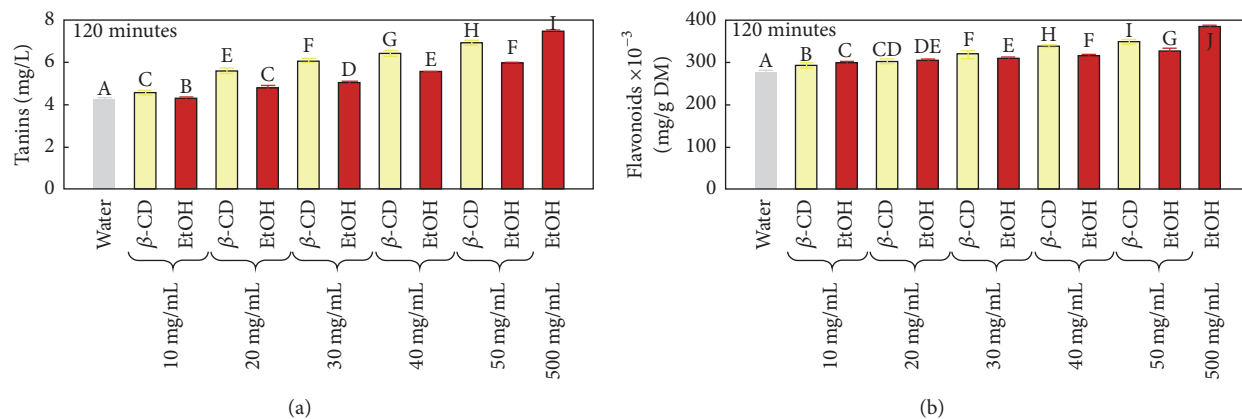 120 minutes
8
6
4
2
0
Tanins (mg/L)
A
C
B
E
C
F
D
G
E
H
F
I
Water
β-CD
EtOH
β-CD
EtOH
β-CD
EtOH
β-CD
EtOH
β-CD
EtOH
EtOH
10 mg/mL
20 mg/mL
30 mg/mL
40 mg/mL
50 mg/mL
500 mg/mL
(a)
120 minutes
400
300
200
100
0
Flavonoids ×10⁻³
(mg/g DM)
A
B
C
CD
DE
F
E
H
F
I
G
J
Water
β-CD
EtOH
β-CD
EtOH
β-CD
EtOH
β-CD
EtOH
β-CD
EtOH
EtOH
10 mg/mL
20 mg/mL
30 mg/mL
40 mg/mL
50 mg/mL
500 mg/mL
(b)